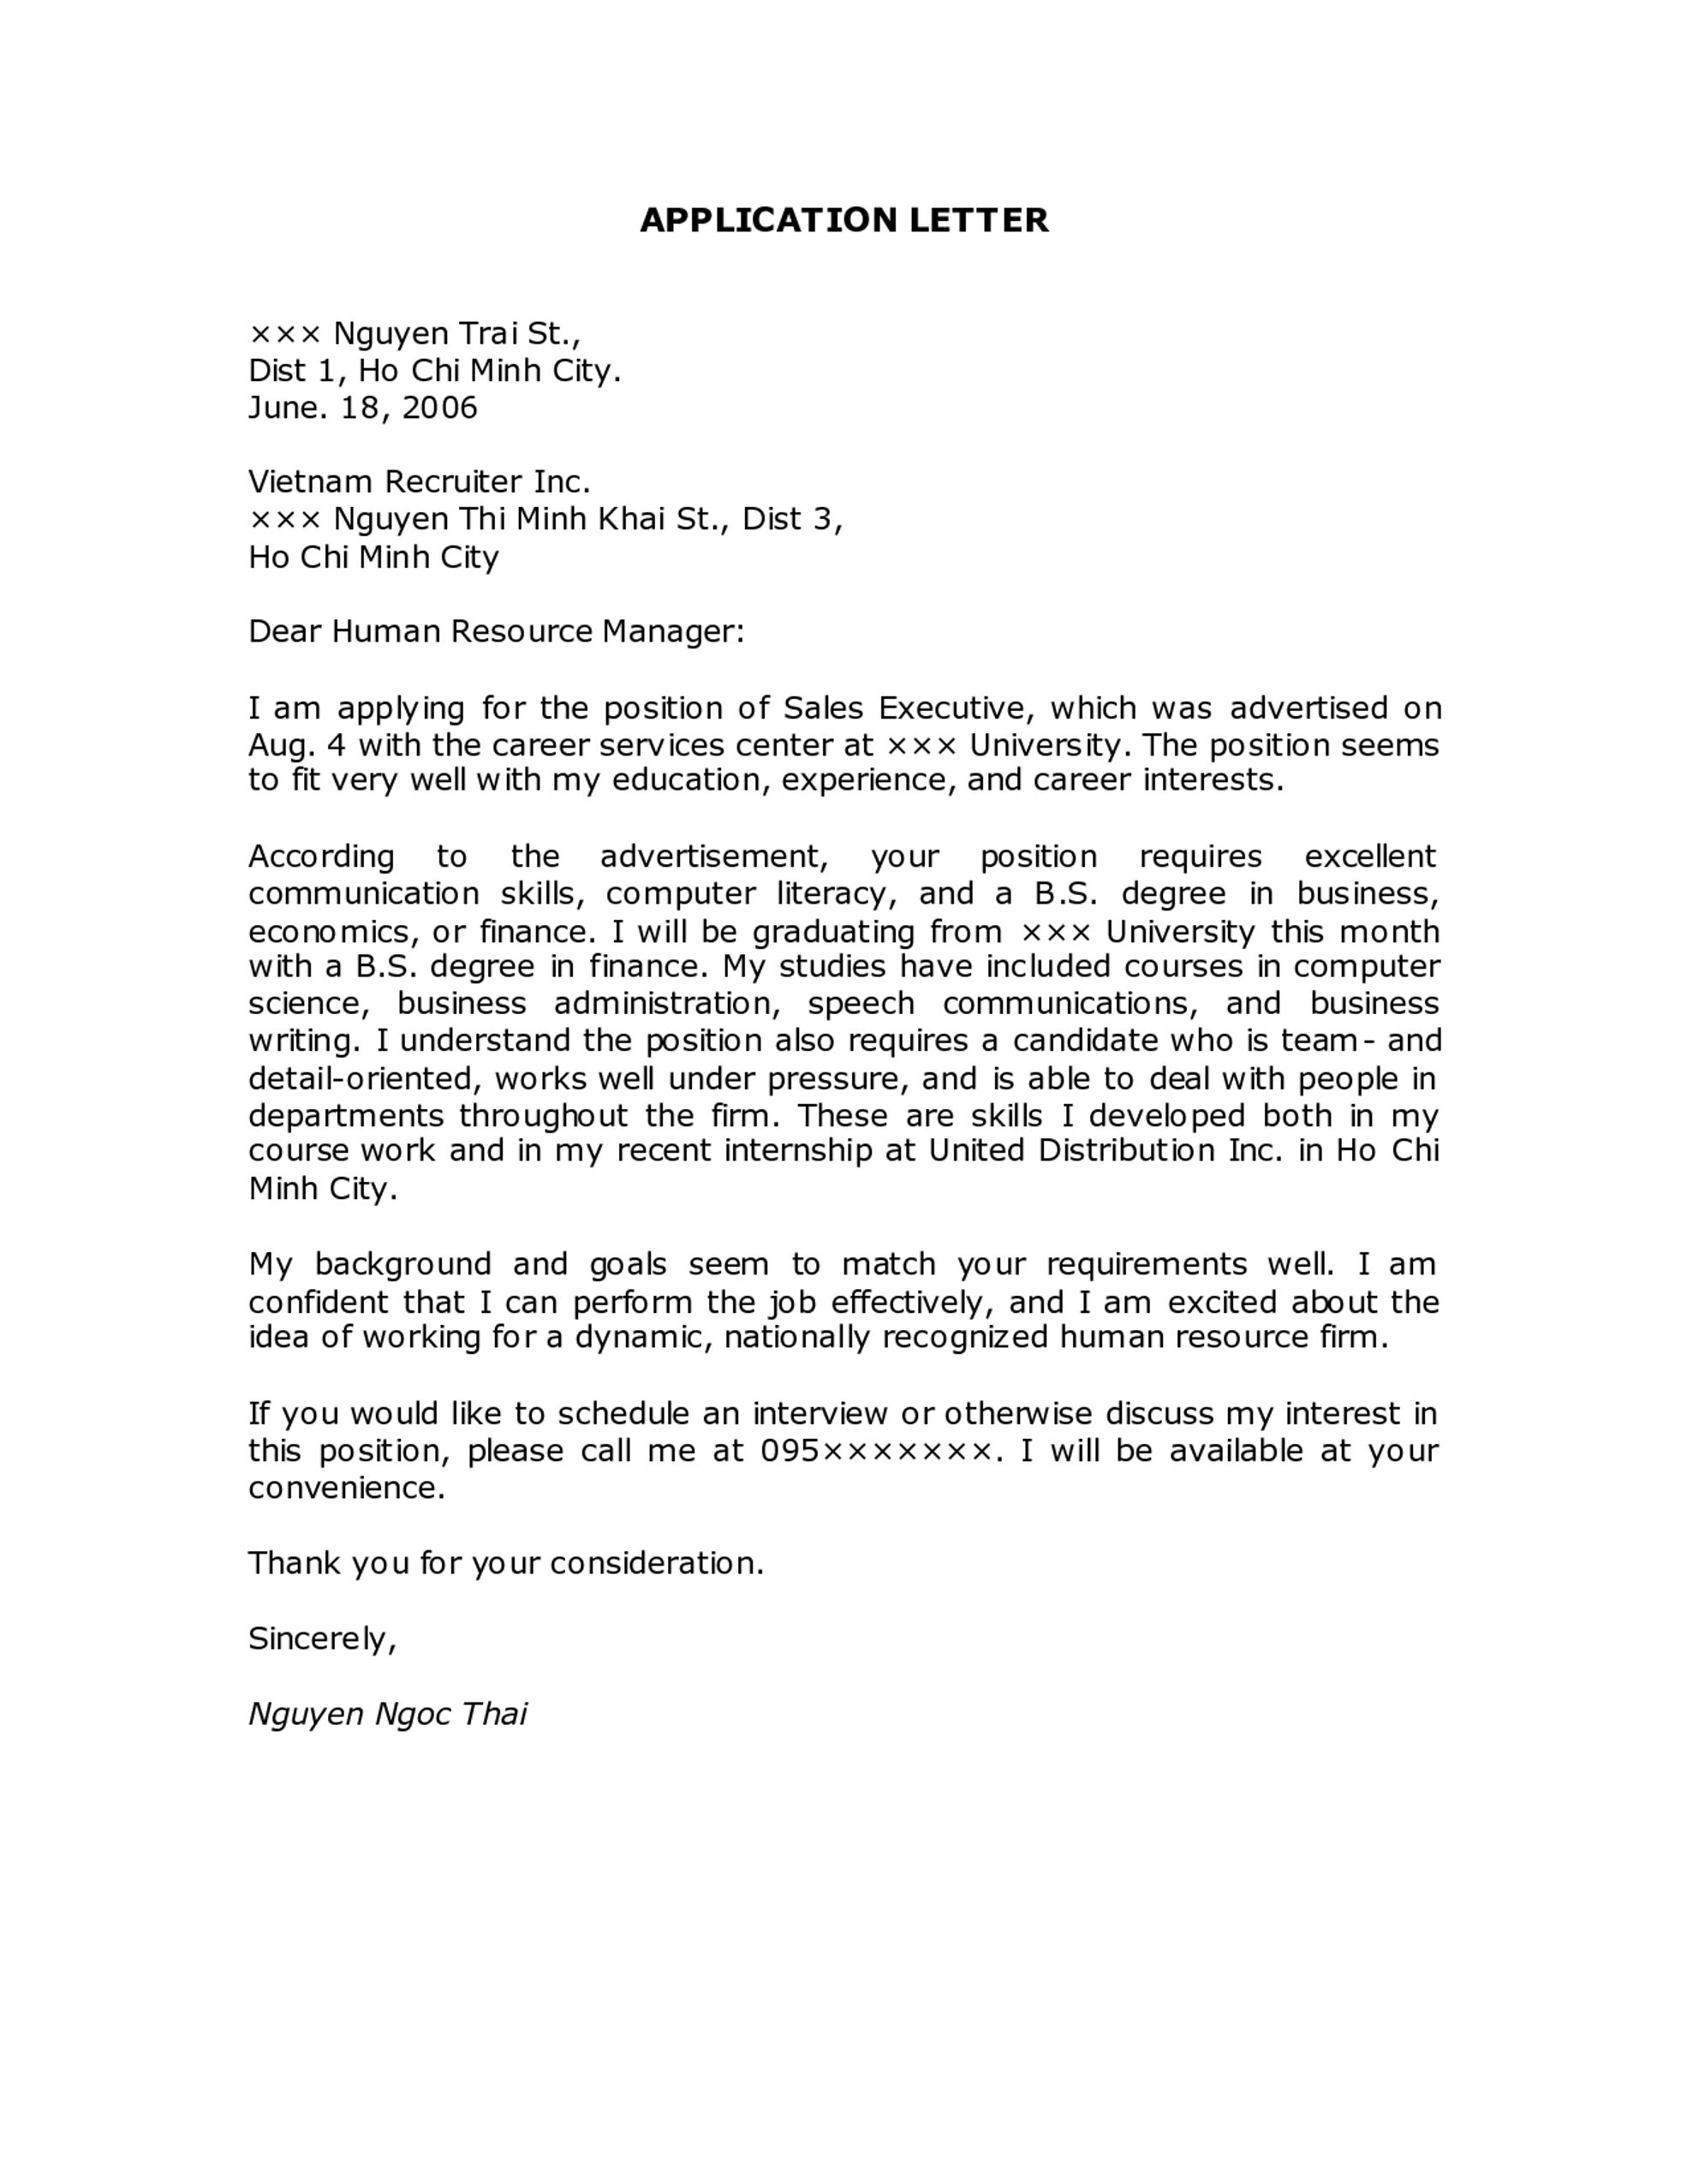 APPLICATION LETTER
××× Nguyen Trai St.,
Dist 1, Ho Chi Minh City.
June. 18, 2006
Vietnam Recruiter Inc.
××× Nguyen Thi Minh Khai St., Dist 3,
Ho Chi Minh City
Dear Human Resource Manager:
I am applying for the position of Sales Executive, which was advertised on
Aug. 4 with the career services center at ××× University. The position seems
to fit very well with my education, experience, and career interests.
According to the advertisement, your position requires excellent
communication skills, computer literacy, and a B.S. degree in business,
economics, or finance. I will be graduating from ××× University this month
with a B.S. degree in finance. My studies have included courses in computer
science, business administration, speech communications, and business
writing. I understand the position also requires a candidate who is team- and
detail-oriented, works well under pressure, and is able to deal with people in
departments throughout the firm. These are skills I developed both in my
course work and in my recent internship at United Distribution Inc. in Ho Chi
Minh City.
My background and goals seem to match your requirements well. I am
confident that I can perform the job effectively, and I am excited about the
idea of working for a dynamic, nationally recognized human resource firm.
If you would like to schedule an interview or otherwise discuss my interest in
this position, please call me at 095×××××××. I will be available at your
convenience.
Thank you for your consideration.
Sincerely,
Nguyen Ngoc Thai